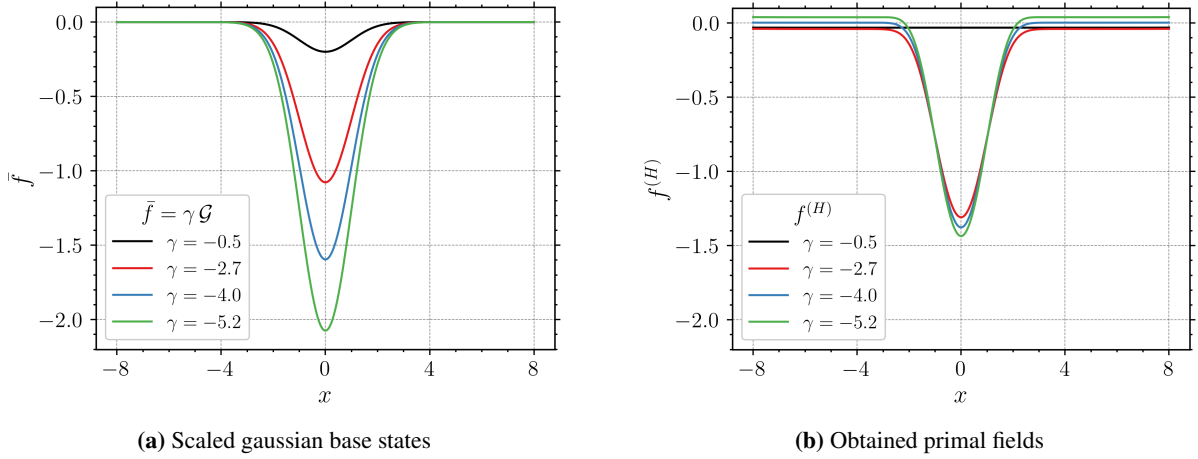 0.0
−0.5
−1.0
−1.5
−2.0
f̄
f̄ = γ 𝒢
γ = −0.5
γ = −2.7
γ = −4.0
γ = −5.2
−8 −4 0 4 8
x
(a) Scaled gaussian base states
0.0
−0.5
−1.0
−1.5
−2.0
f^(H)
f^(H)
γ = −0.5
γ = −2.7
γ = −4.0
γ = −5.2
−8 −4 0 4 8
x
(b) Obtained primal fields